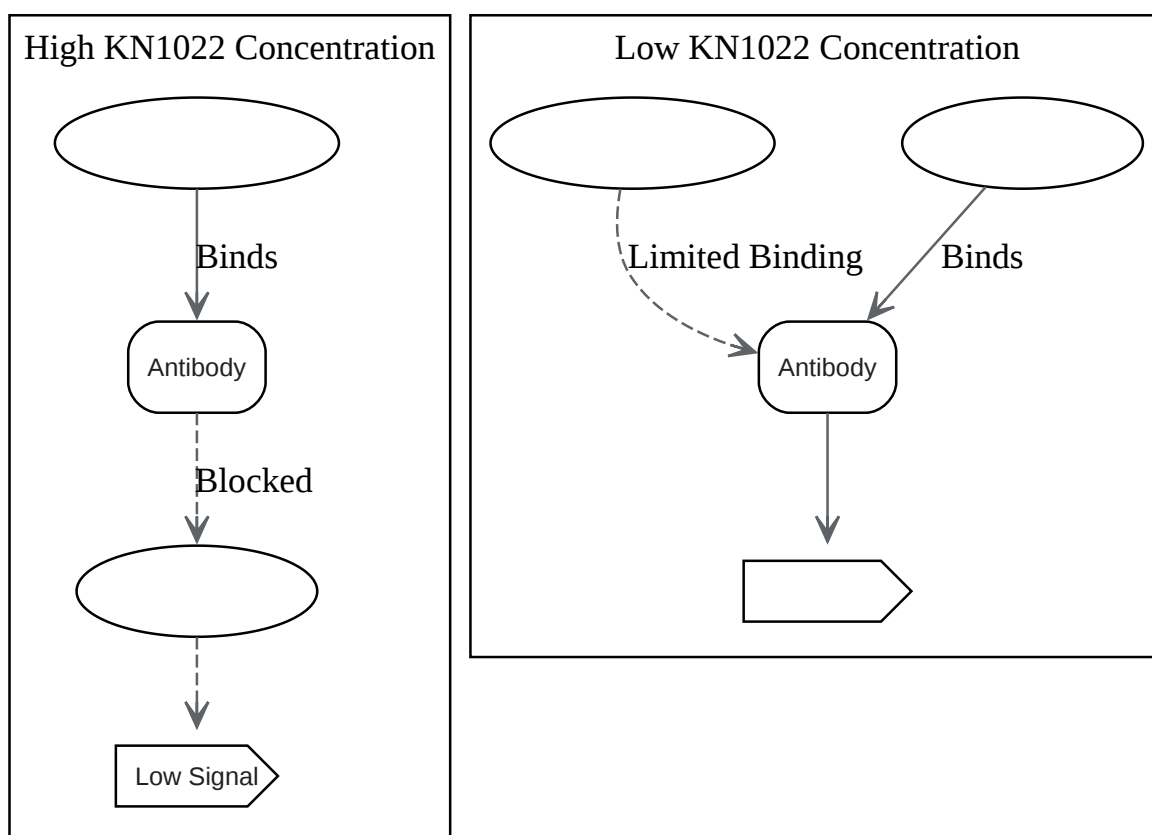 High KN1022 Concentration
Binds
Antibody
Blocked
Low Signal
Low KN1022 Concentration
Limited Binding
Binds
Antibody